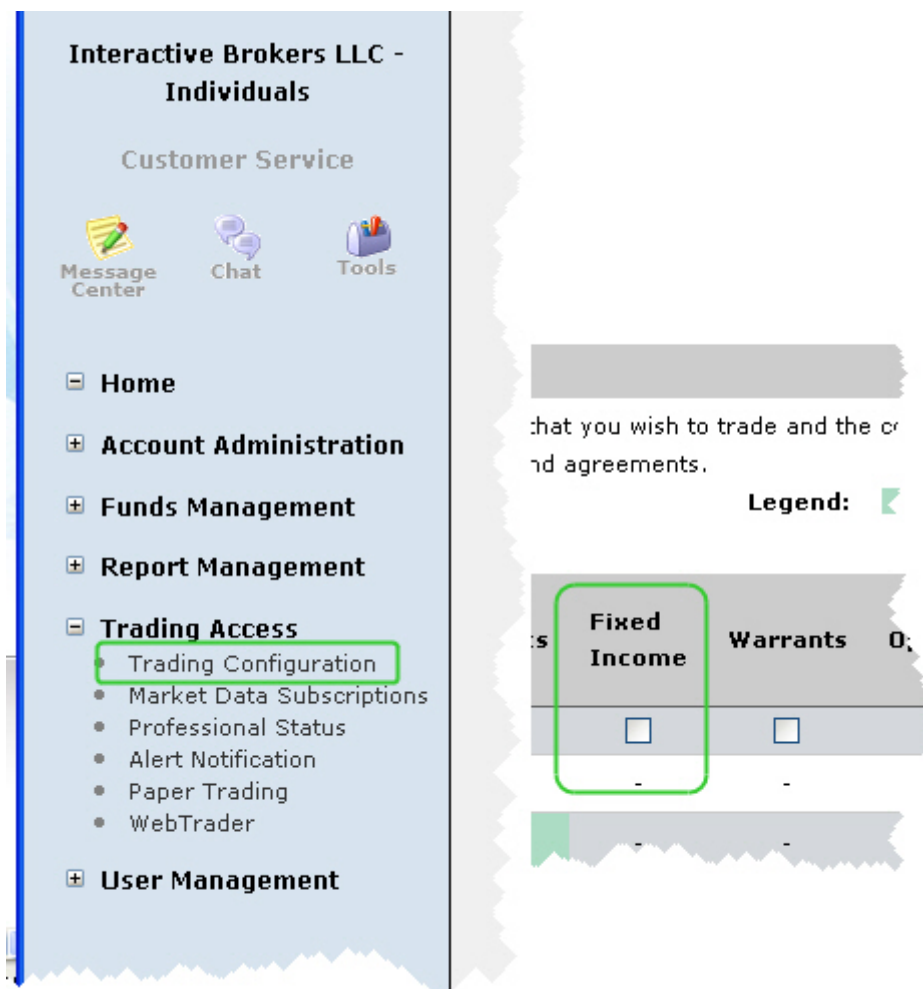 Interactive Brokers LLC -
Individuals
Customer Service
Message
Center
Chat
Tools
Home
Account Administration
Funds Management
Report Management
Trading Access
Trading Configuration
Market Data Subscriptions
Professional Status
Alert Notification
Paper Trading
WebTrader
User Management
that you wish to trade and the
nd agreements.
Legend:
s
Fixed
Income
Warrants
O
-
-
-
-